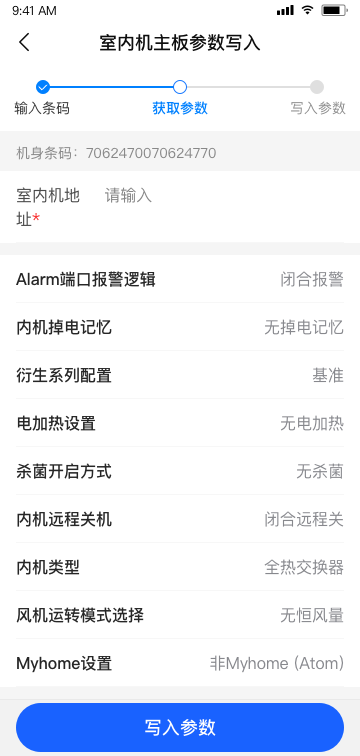 9:41 AM
室内机主板参数写入
输入条码 获取参数 写入参数
机身条码：7062470070624770
室内机地 请输入
址*
Alarm端口报警逻辑 闭合报警
内机掉电记忆 无掉电记忆
衍生系列配置 基准
电加热设置 无电加热
杀菌开启方式 无杀菌
内机远程关机 闭合远程关
内机类型 全热交换器
风机运转模式选择 无恒风量
Myhome设置 非Myhome (Atom)
写入参数